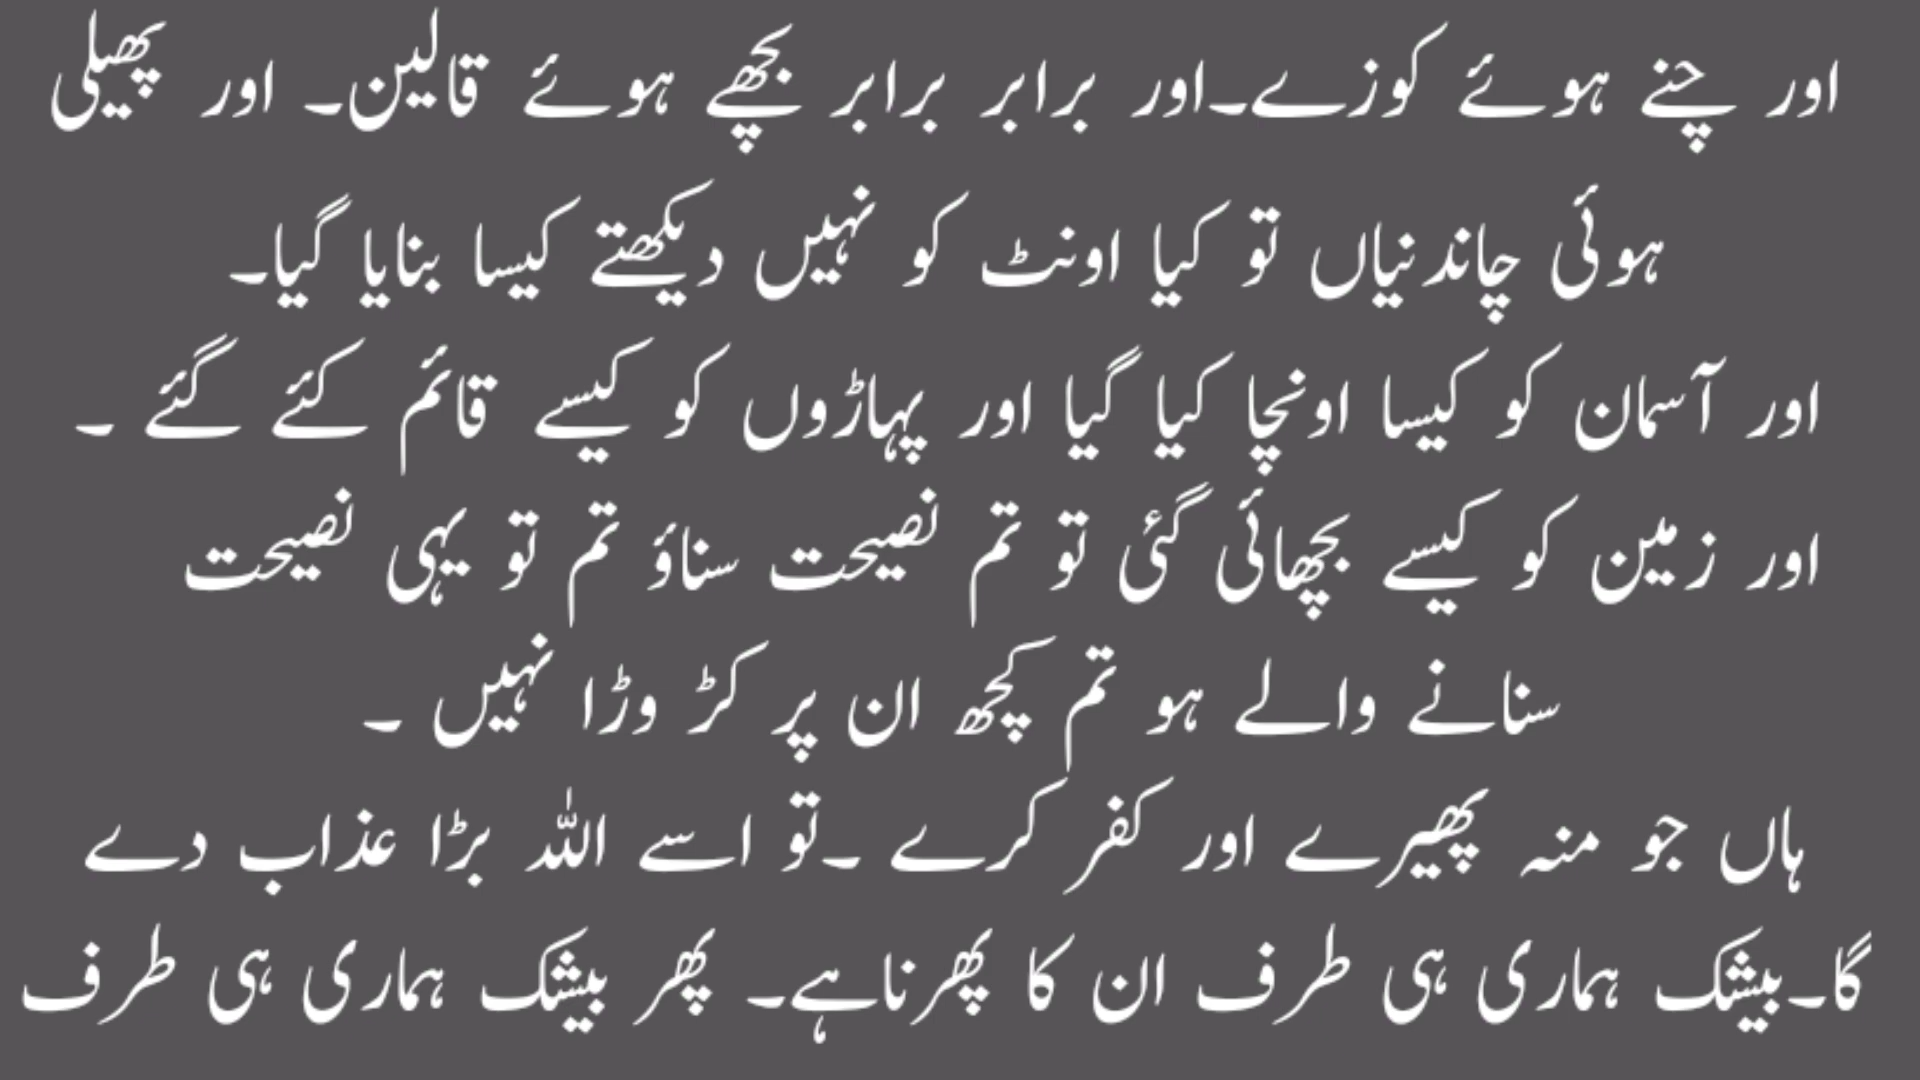 اور چنے ہوئے کوزے۔اور برابر برابر بچھے ہوئے قالین۔ اور پھیلی
ہوئی چاندنیاں تو کیا اونٹ کو نہیں دیکھتے کیسا بنایا گیا۔
اور آسمان کو کیسا اونچا کیا گیا اور پہاڑوں کو کیسے قائم کئے گئے ۔
اور زمین کو کیسے بچھائی گئی تو تم نصیحت سناؤ تم تو یہی نصیحت
سنانے والے ہو تم کچھ ان پر کڑ وڑا نہیں ۔
ہاں جو منہ پھیرے اور کفر کرے ۔تو اسے اللہ بڑا عذاب دے
گا۔بیشک ہماری ہی طرف ان کا پھرناہے۔ پھر بیشک ہماری ہی طرف